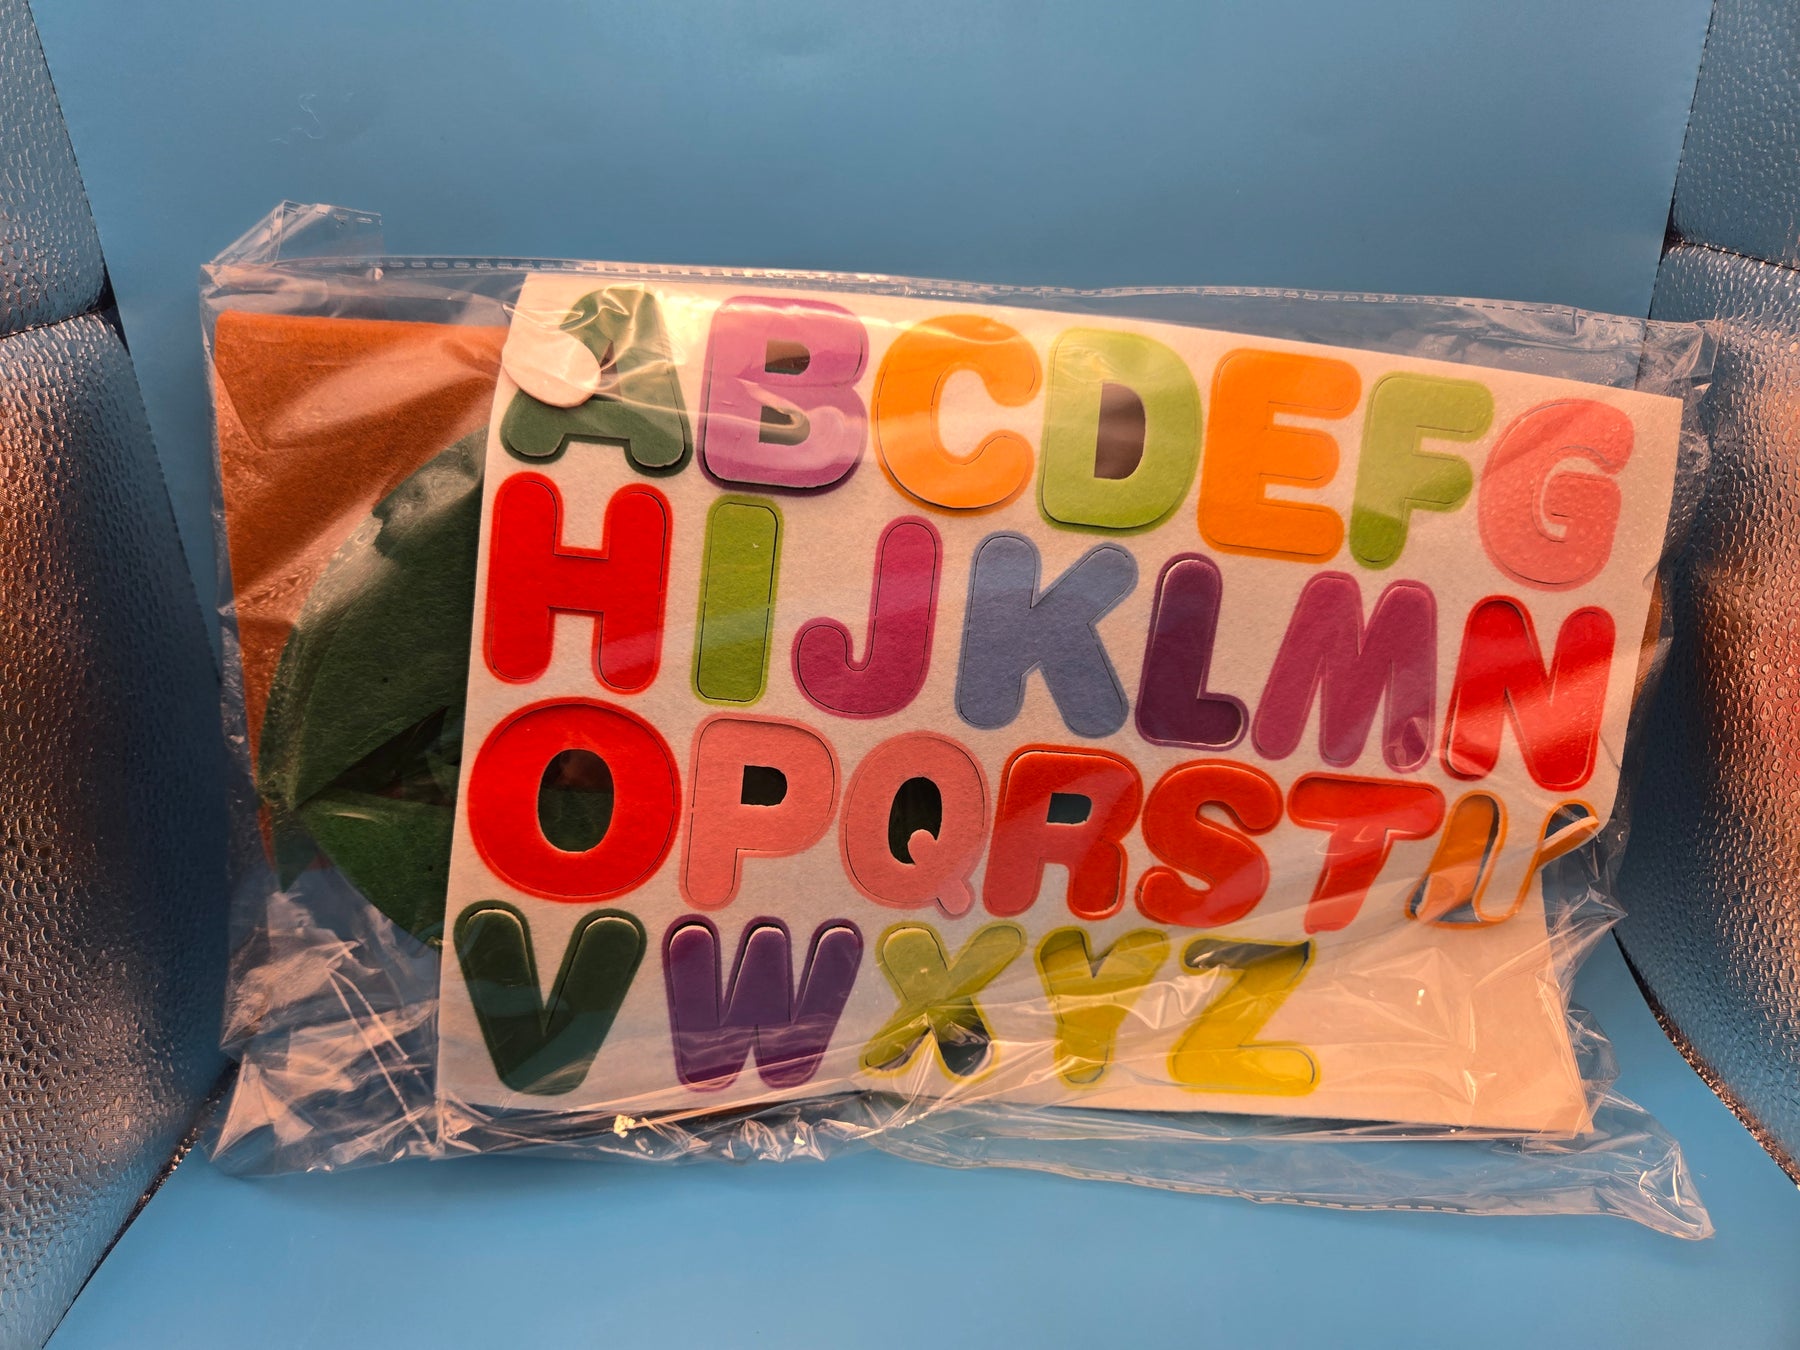 ABCDEFG
HIJKLMN
OPQRSTU
VWXYZ